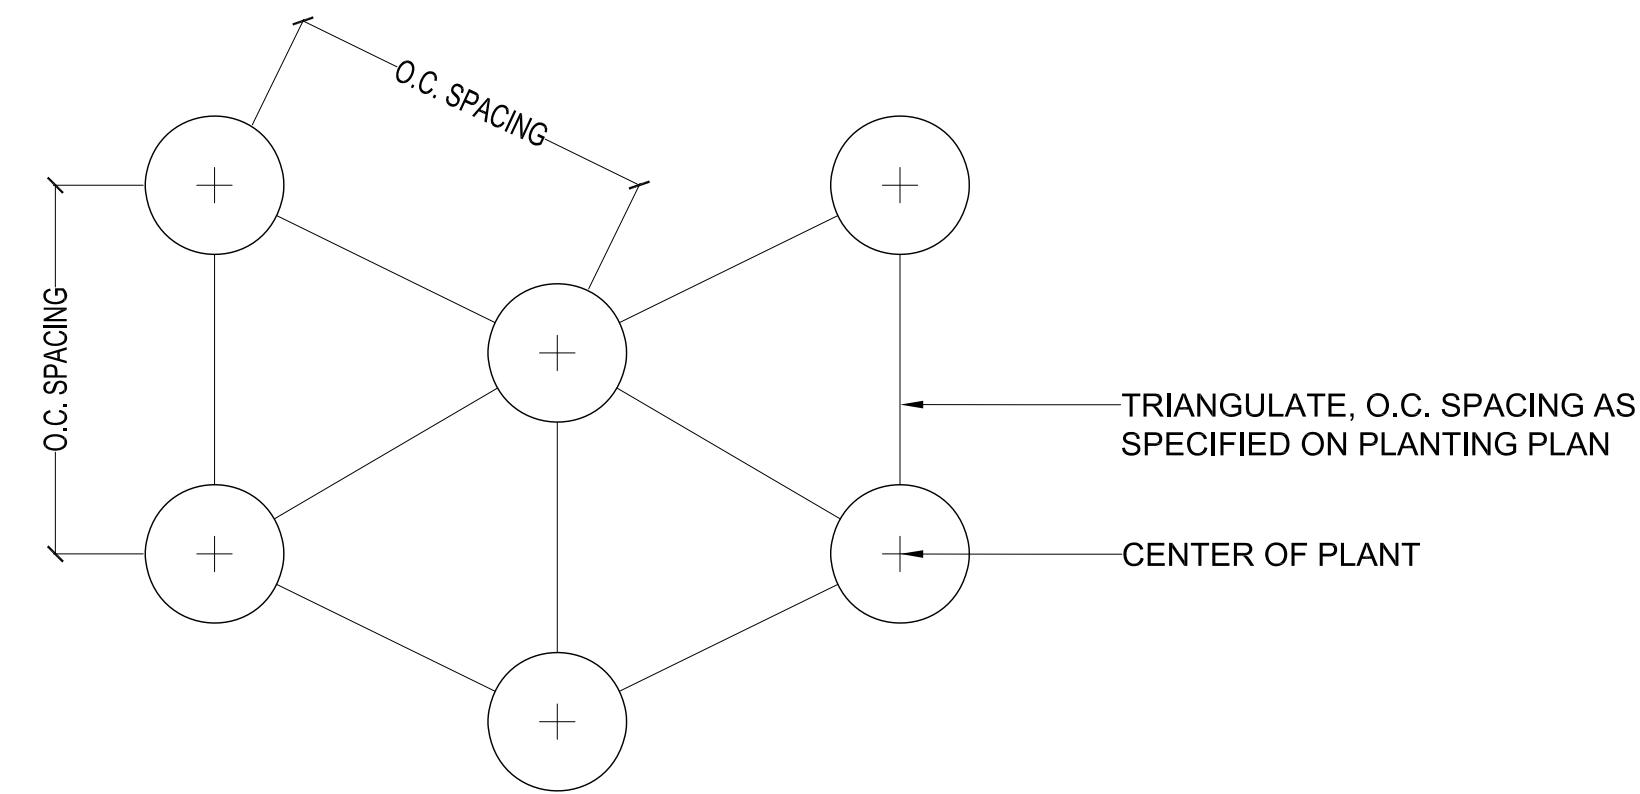 O.C. SPACING
O.C. SPACING
TRIANGULATE, O.C. SPACING AS
SPECIFIED ON PLANTING PLAN
CENTER OF PLANT